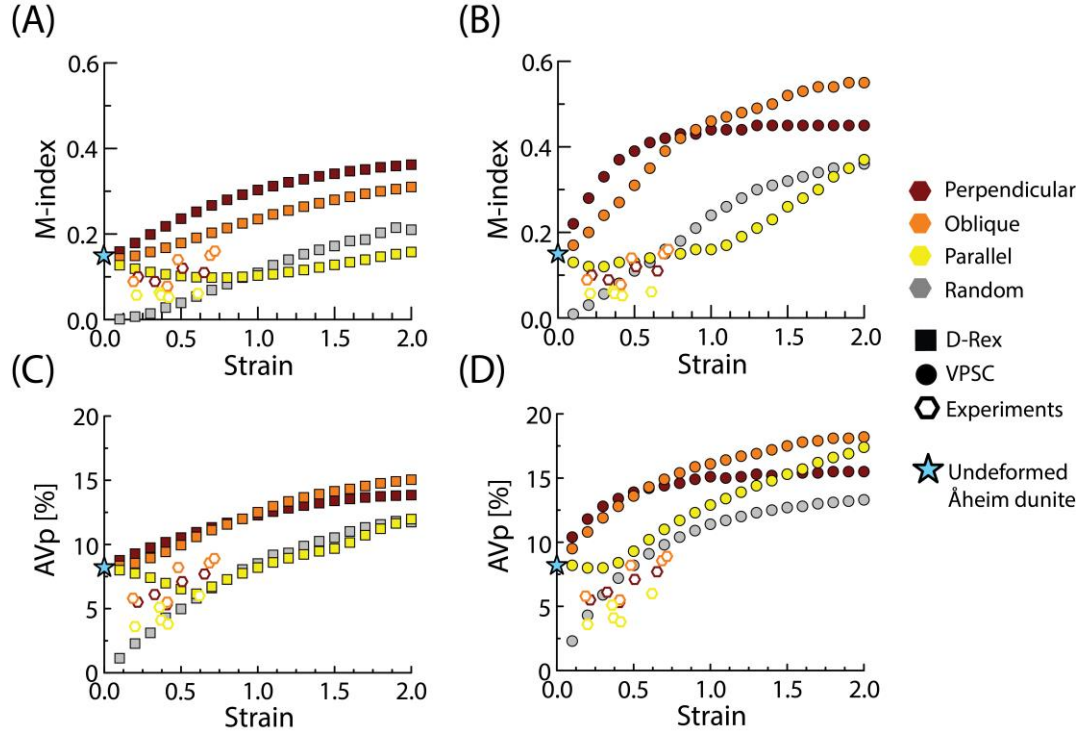 (A)
0.6
0.4
0.2
0.0
M-index
0.0 0.5 1.0 1.5 2.0
Strain
(B)
0.6
0.4
0.2
0.0
M-index
0.0 0.5 1.0 1.5 2.0
Strain
(C)
20
15
10
5
0
AVp [%]
0.0 0.5 1.0 1.5 2.0
Strain
(D)
20
15
10
5
0
AVp [%]
0.0 0.5 1.0 1.5 2.0
Strain
Perpendicular
Oblique
Parallel
Random
D-Rex
VPSC
Experiments
Undeformed
Åheim dunite